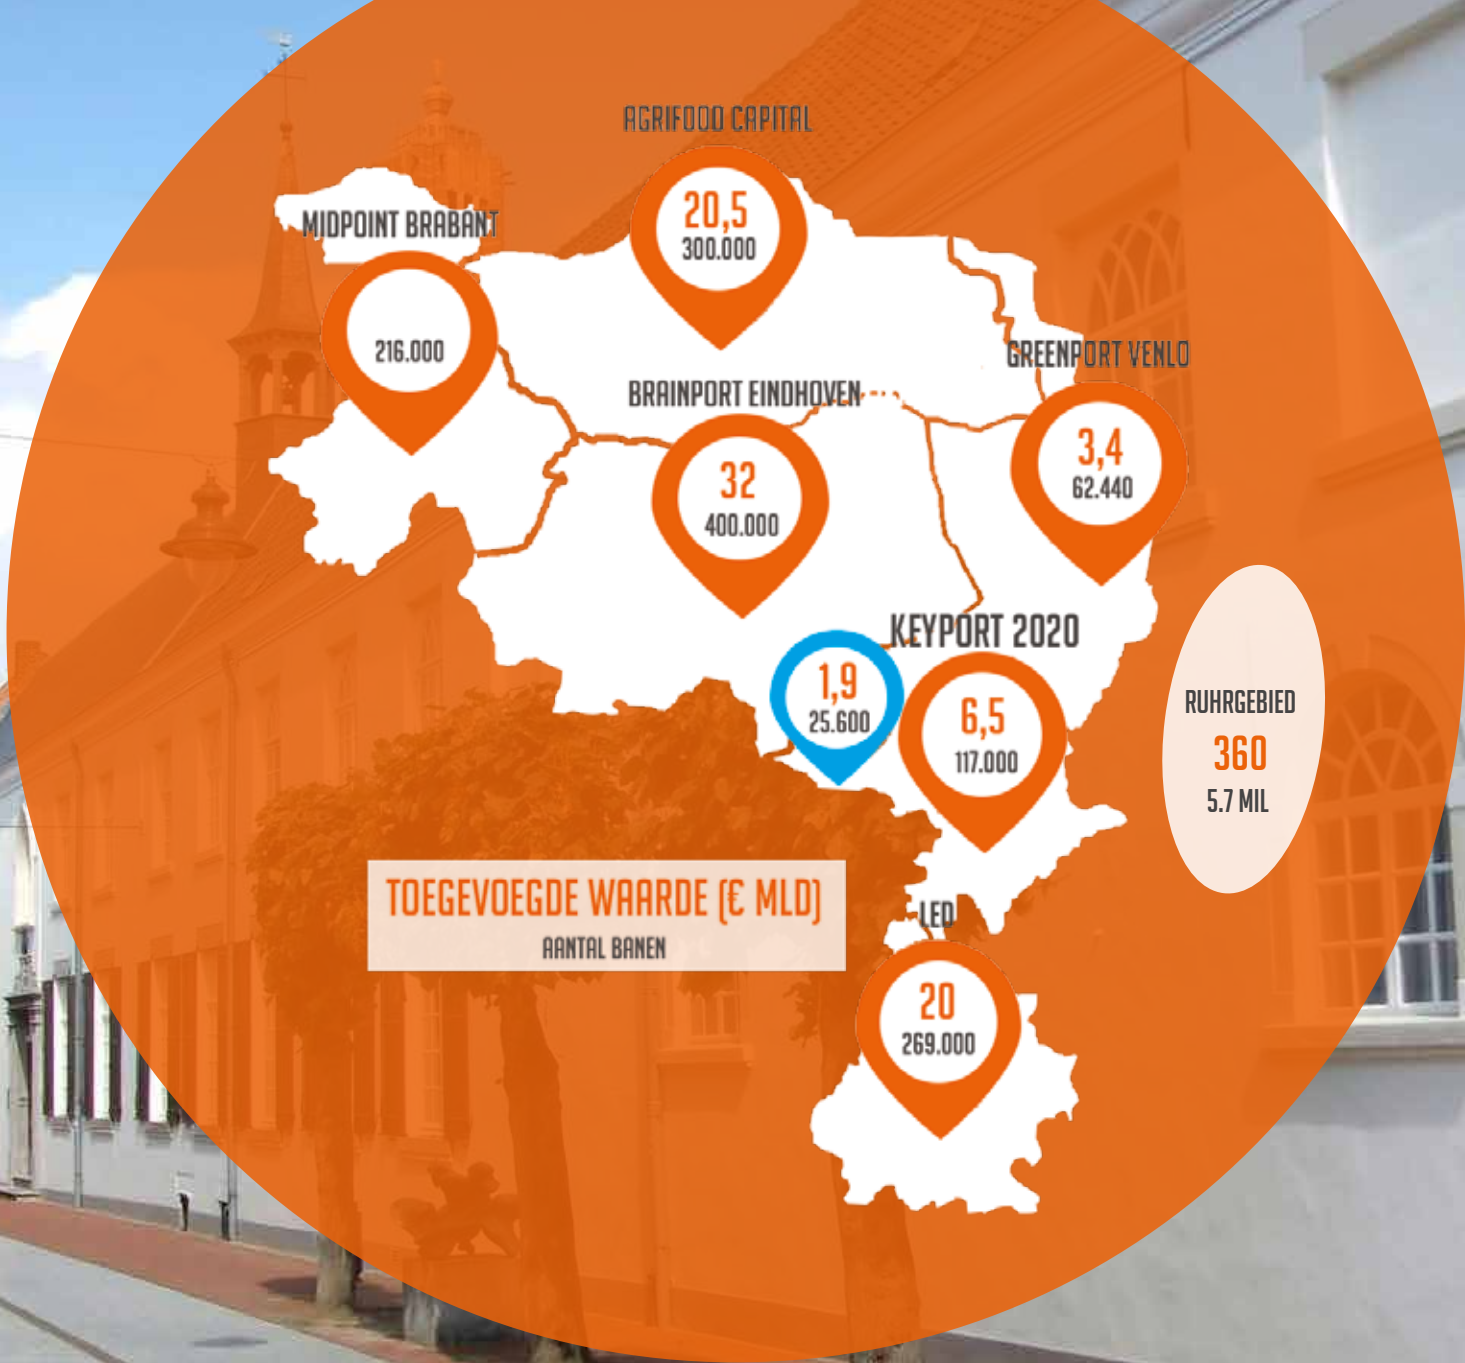 AGRIFOOD CAPITAL
20,5
300.000
MIDPOINT BRABANT
216.000
GREENPORT VENLO
3,4
62.440
BRAINPORT EINDHOVEN
32
400.000
KEYPORT 2020
1,9
25.600
6,5
117.000
RUHRGEBIED
360
5.7 MIL
TOEGEVOEGDE WAARDE (€ MLD)
AANTAL BANEN
LED
20
269.000